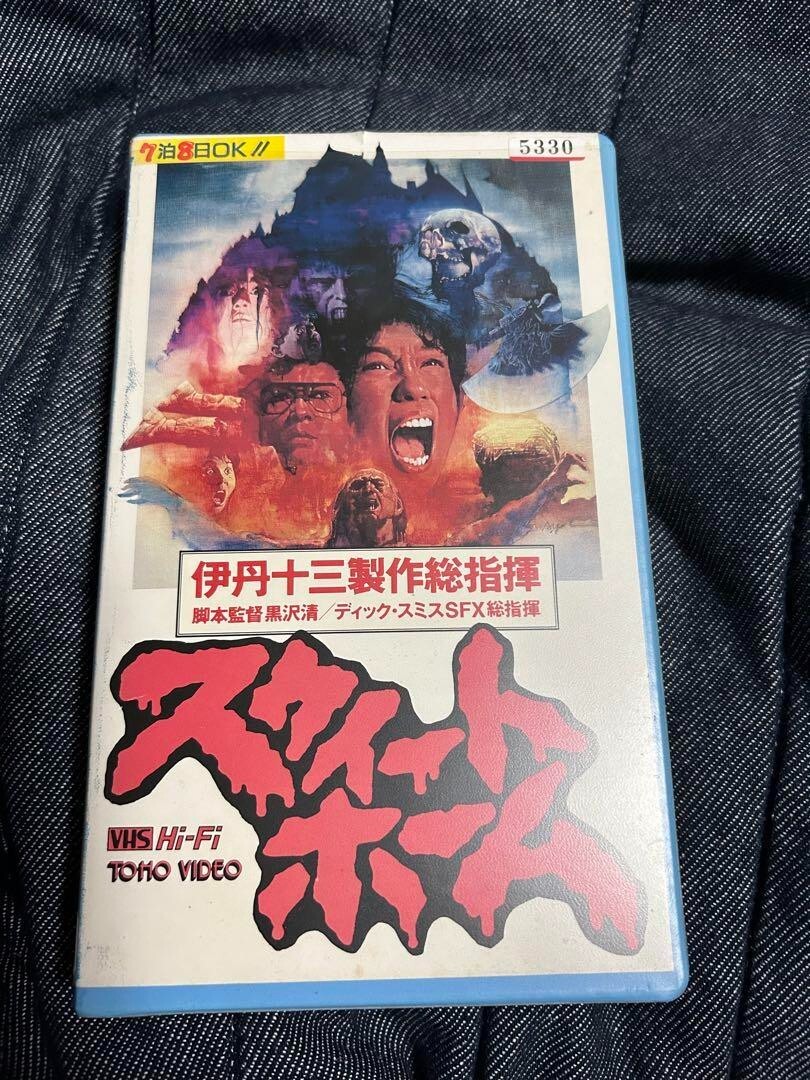 7泊8日OK!!
5330
伊丹十三製作総指揮
脚本監督黒沢清/ディック・スミスSFX総指揮
スウィート
ホーム
VHS Hi-Fi
TOHO VIDEO